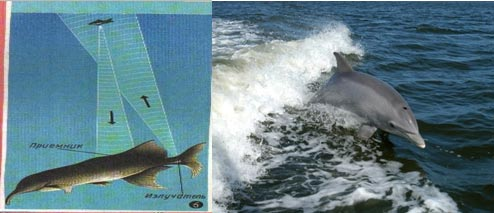 Приемник
Излучатель
б